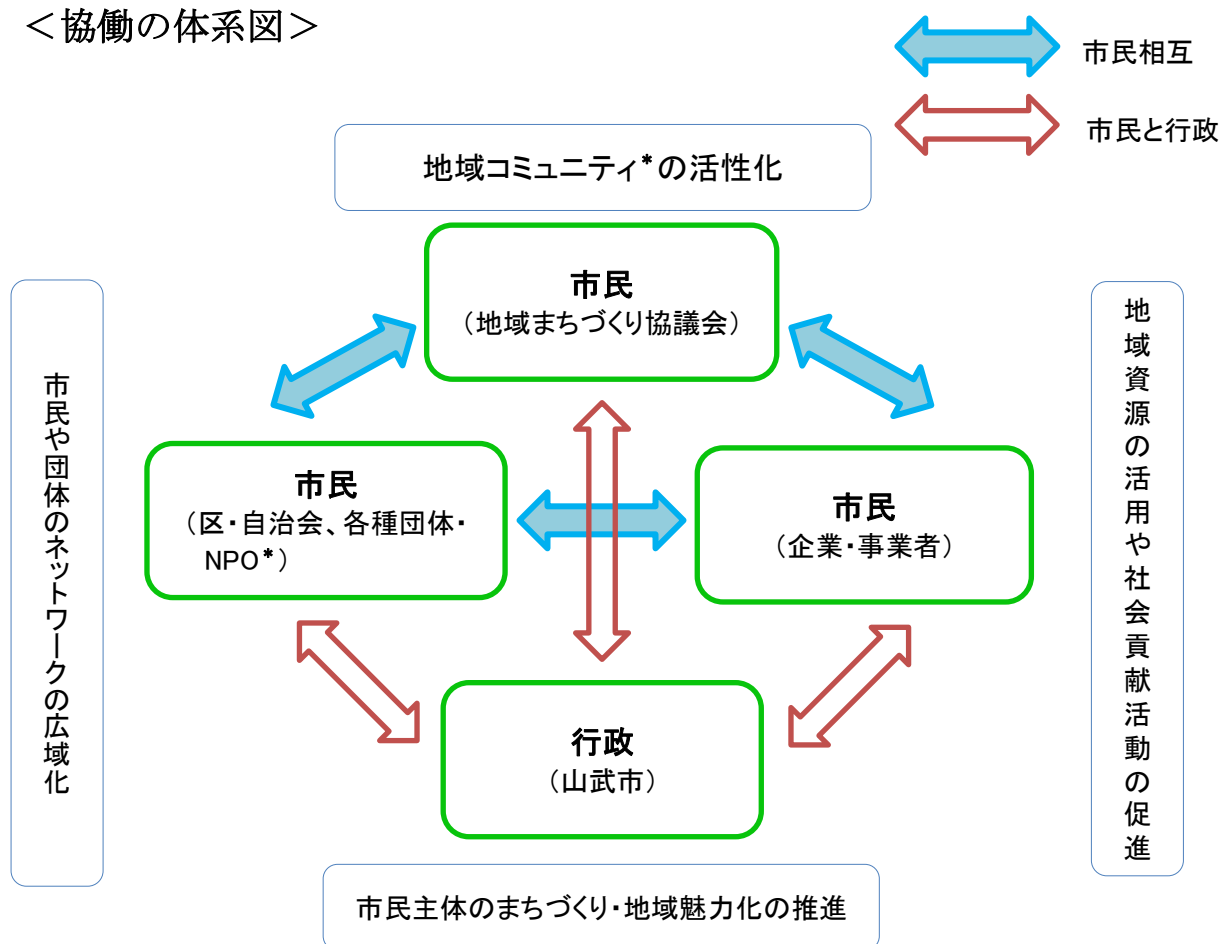 ＜協働の体系図＞
市民相互
市民と行政
地域コミュニティ*の活性化
市民
（地域まちづくり協議会）
市民や団体のネットワークの広域化
地域資源の活用や社会貢献活動の促進
市民
（区・自治会、各種団体・
NPO*）
市民
（企業・事業者）
行政
（山武市）
市民主体のまちづくり・地域魅力化の推進